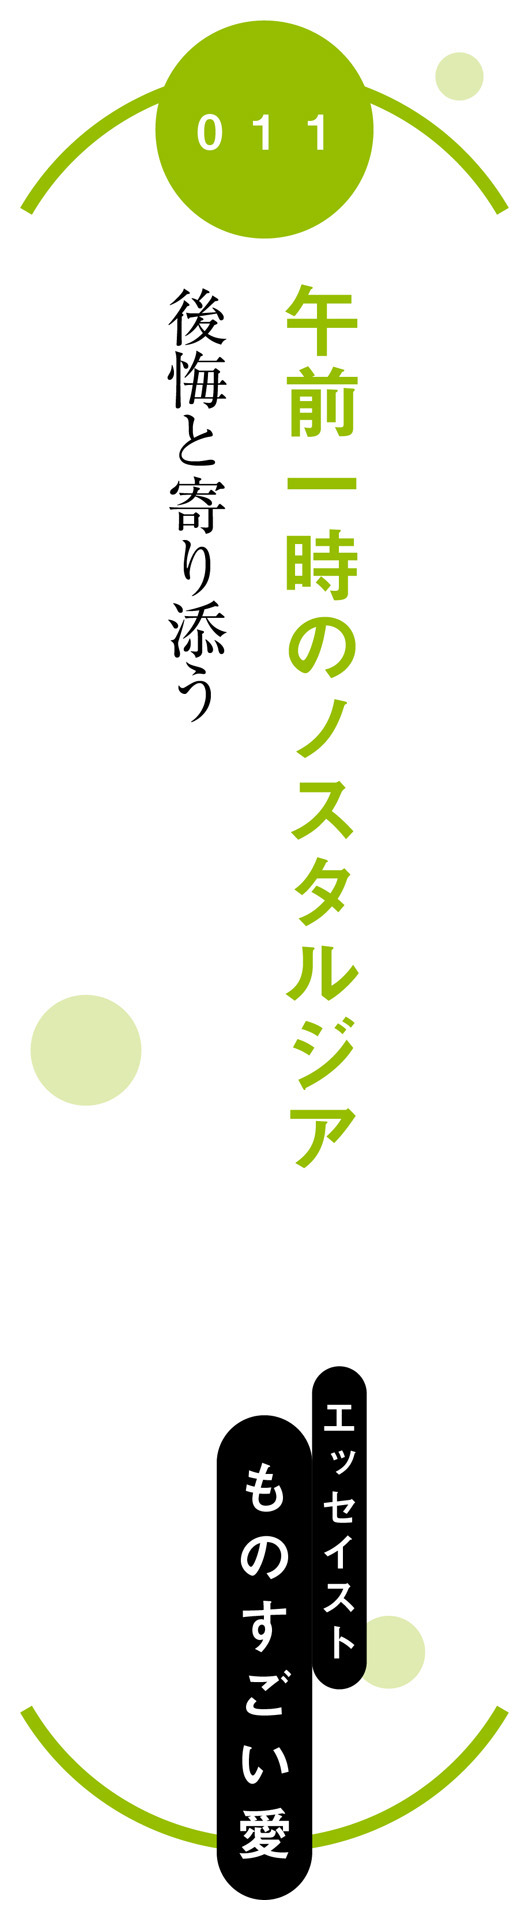 011
午前一時のノスタルジア
後悔と寄り添う
エッセイスト
ものすごい愛